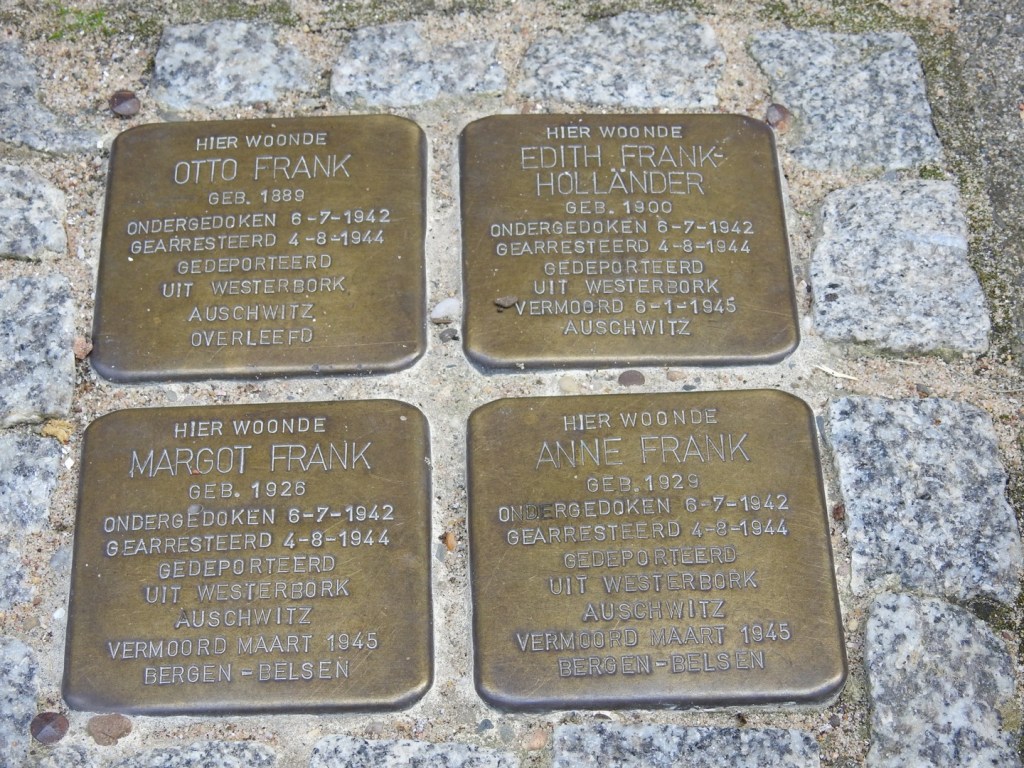 HIER WOONDE
OTTO FRANK
GEB. 1889
ONDERGEDOKEN 6-7-1942
GEARRESTEERD 4-8-1944
GEDEPORTEERD
UIT WESTERBORK
AUSCHWITZ
OVERLEEFD
HIER WOONDE
EDITH FRANK-
HOLLÄNDER
GEB. 1900
ONDERGEDOKEN 6-7-1942
GEARRESTEERD 4-8-1944
GEDEPORTEERD
UIT WESTERBORK
VERMOORD 6-1-1945
AUSCHWITZ
HIER WOONDE
MARGOT FRANK
GEB. 1926
ONDERGEDOKEN 6-7-1942
GEARRESTEERD 4-8-1944
GEDEPORTEERD
UIT WESTERBORK
AUSCHWITZ
VERMOORD MAART 1945
BERGEN-BELSEN
HIER WOONDE
ANNE FRANK
GEB. 1929
ONDERGEDOKEN 6-7-1942
GEARRESTEERD 4-8-1944
GEDEPORTEERD
UIT WESTERBORK
AUSCHWITZ
VERMOORD MAART 1945
BERGEN-BELSEN